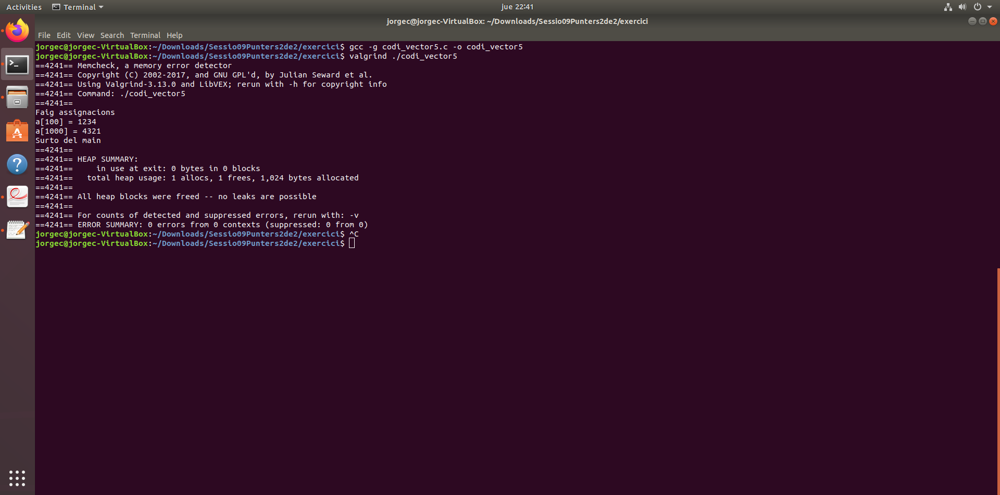 Activities Terminal jue 22:41
jorgec@jorgec-VirtualBox: ~/Downloads/Sessio09Punters2de2/exercici
File Edit View Search Terminal Help
jorgec@jorgec-VirtualBox:~/Downloads/Sessio09Punters2de2/exercici$ gcc -g codi_vector5.c -o codi_vector5
jorgec@jorgec-VirtualBox:~/Downloads/Sessio09Punters2de2/exercici$ valgrind ./codi_vector5
==4241== Memcheck, a memory error detector
==4241== Copyright (C) 2002-2017, and GNU GPL'd, by Julian Seward et al.
==4241== Using Valgrind-3.13.0 and LibVEX; rerun with -h for copyright info
==4241== Command: ./codi_vector5
==4241==
Faig assignacions
a[100] = 1234
a[1000] = 4321
Surto del main
==4241==
==4241== HEAP SUMMARY:
==4241==     in use at exit: 0 bytes in 0 blocks
==4241==   total heap usage: 1 allocs, 1 frees, 1,024 bytes allocated
==4241==
==4241== All heap blocks were freed -- no leaks are possible
==4241==
==4241== For counts of detected and suppressed errors, rerun with: -v
==4241== ERROR SUMMARY: 0 errors from 0 contexts (suppressed: 0 from 0)
jorgec@jorgec-VirtualBox:~/Downloads/Sessio09Punters2de2/exercici$ ^C
jorgec@jorgec-VirtualBox:~/Downloads/Sessio09Punters2de2/exercici$